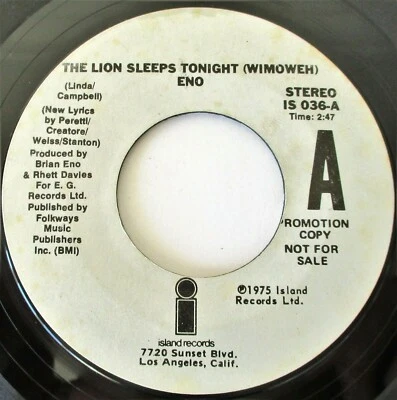 THE LION SLEEPS TONIGHT (WIMOWEH)
ENO
(Linda/
Campbell)
(New Lyrics
by Peretti/
Creatore/
Weiss/Stanton)
Produced by
Brian Eno
& Rhett Davies
For E. G.
Records Ltd.
Published by
Folkways
Music
Publishers
Inc. (BMI)
STEREO
IS 036-A
Time: 2:47
A
PROMOTION
COPY
NOT FOR
SALE
℗1975 Island
Records Ltd.
i
island records
7720 Sunset Blvd.
Los Angeles, Calif.